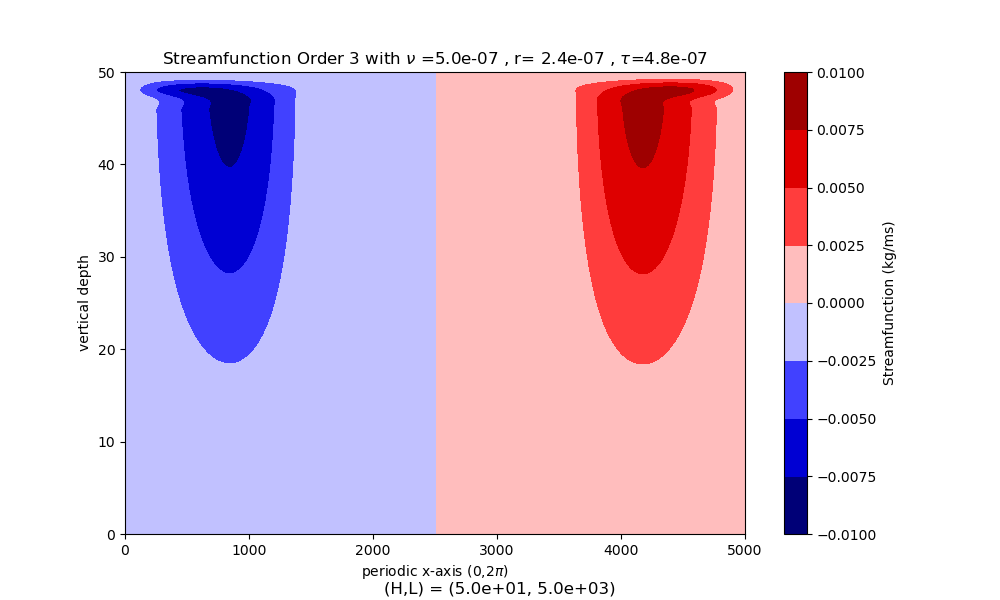 Streamfunction Order 3 with ν =5.0e-07 , r= 2.4e-07 , τ=4.8e-07
50
40
30
20
10
0
vertical depth
0 1000 2000 3000 4000 5000
periodic x-axis (0,2π)
(H,L) = (5.0e+01, 5.0e+03)
0.0100
0.0075
0.0050
0.0025
0.0000
−0.0025
−0.0050
−0.0075
−0.0100
Streamfunction (kg/ms)